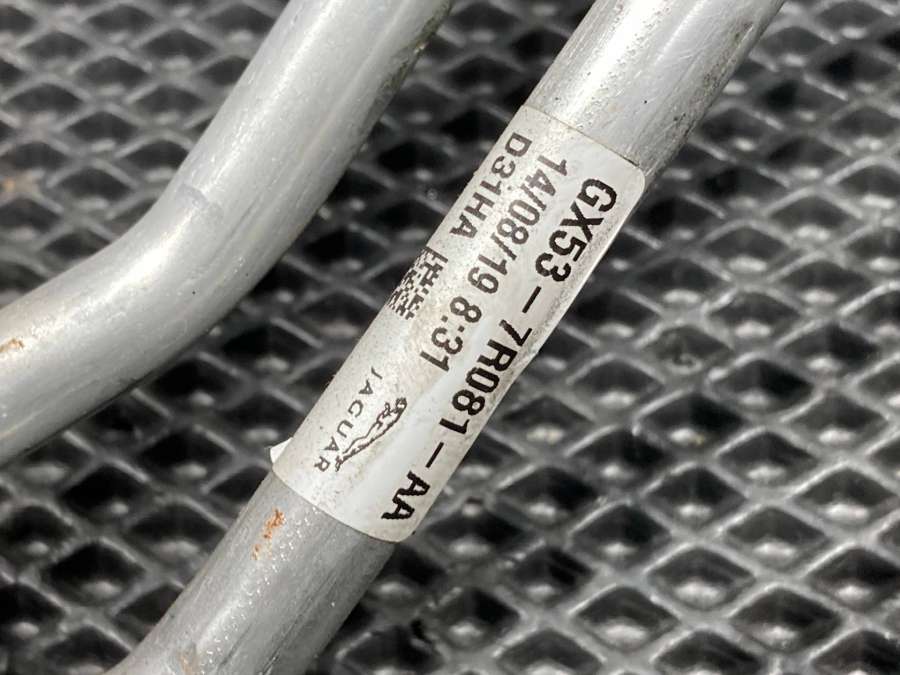 GX53-7R081-AA
14/08/19 8:31
D31HA
JAGUAR